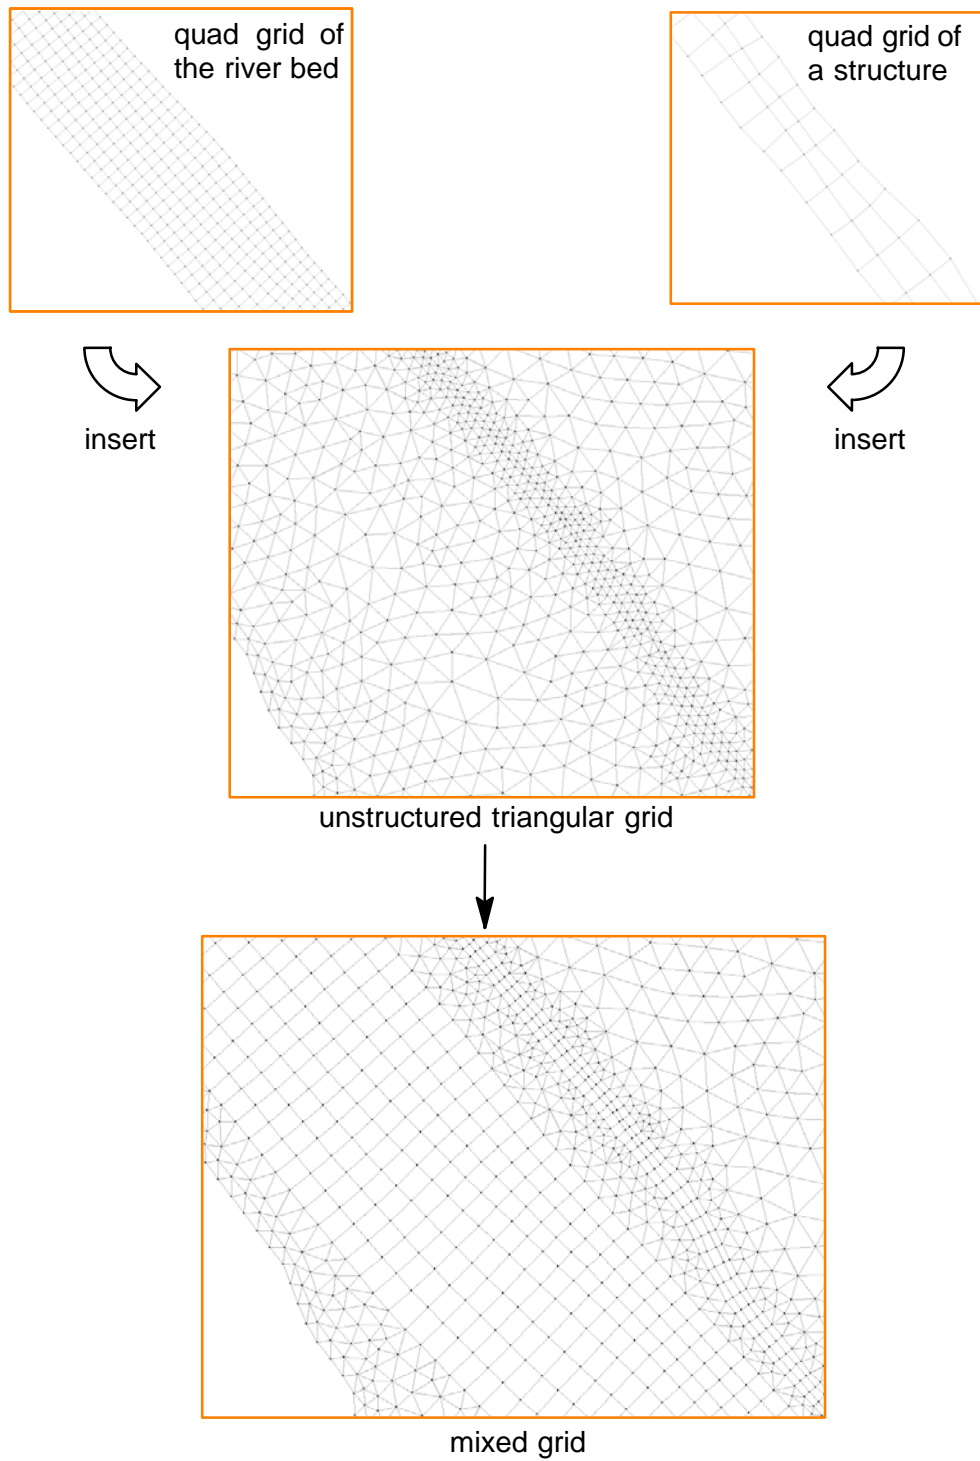 quad grid of
the river bed
quad grid of
a structure
insert
insert
unstructured triangular grid
mixed grid